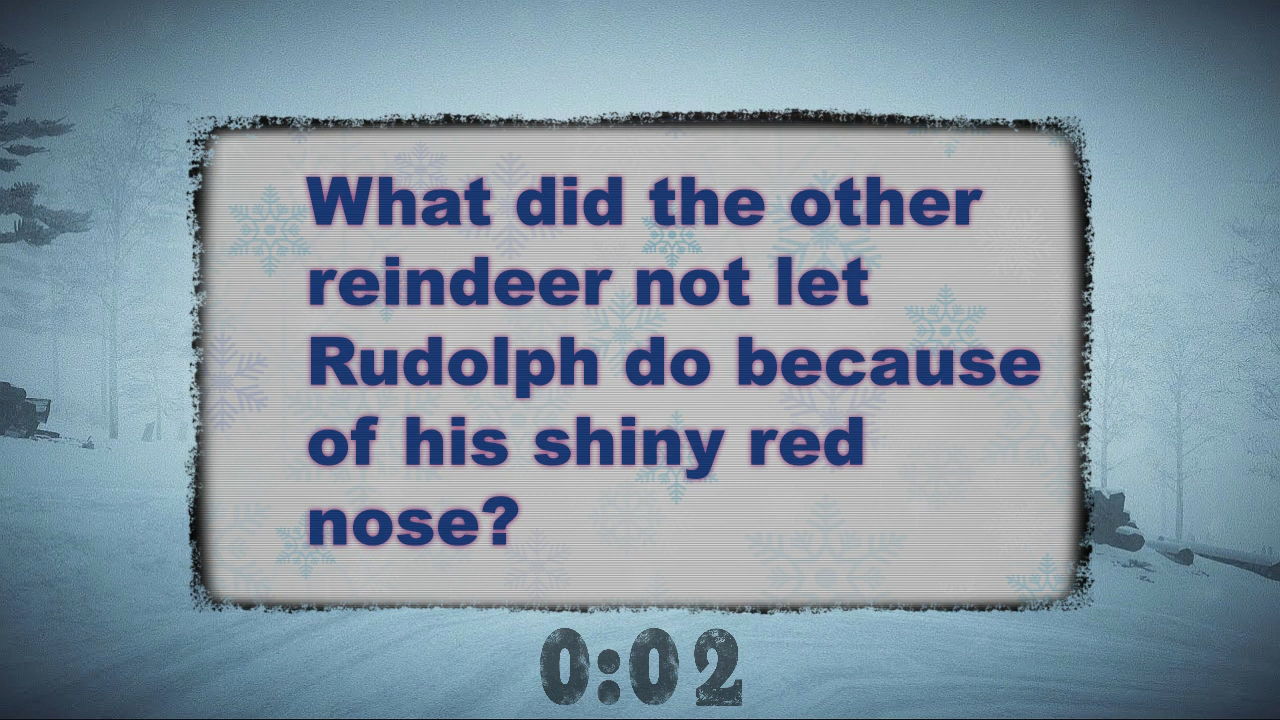 What did the other
reindeer not let
Rudolph do because
of his shiny red
nose?
0:02